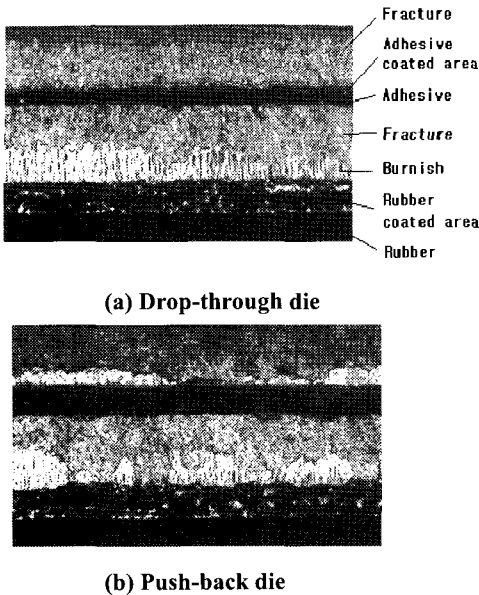 Fracture
Adhesive
coated area
Adhesive
Fracture
Burnish
Rubber
coated area
Rubber
(a) Drop-through die
(b) Push-back die